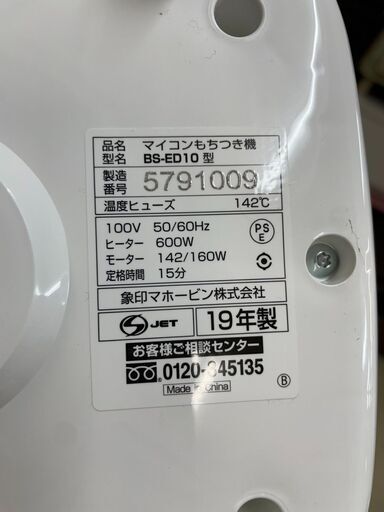 品名 マイコンもちつき機
型名 BS-ED10型
製造番号 5791009
温度ヒューズ 142℃
100V 50/60Hz
ヒーター 600W
モーター 142/160W
定格時間 15分
PSE
象印マホービン株式会社
S JET 19年製
お客様ご相談センター
0120-345135
Made in China
B